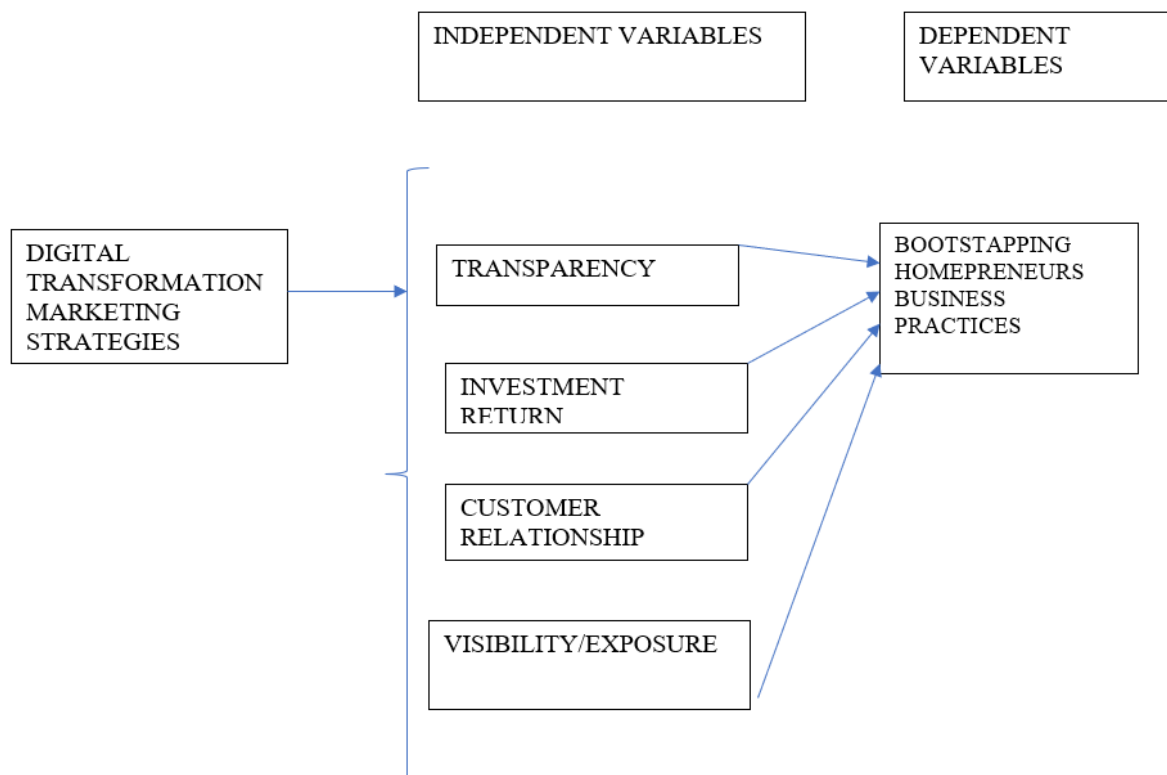 INDEPENDENT VARIABLES
DEPENDENT
VARIABLES
DIGITAL
TRANSFORMATION
MARKETING
STRATEGIES
TRANSPARENCY
INVESTMENT
RETURN
CUSTOMER
RELATIONSHIP
VISIBILITY/EXPOSURE
BOOTSTAPPING
HOMEPRENEURS
BUSINESS
PRACTICES